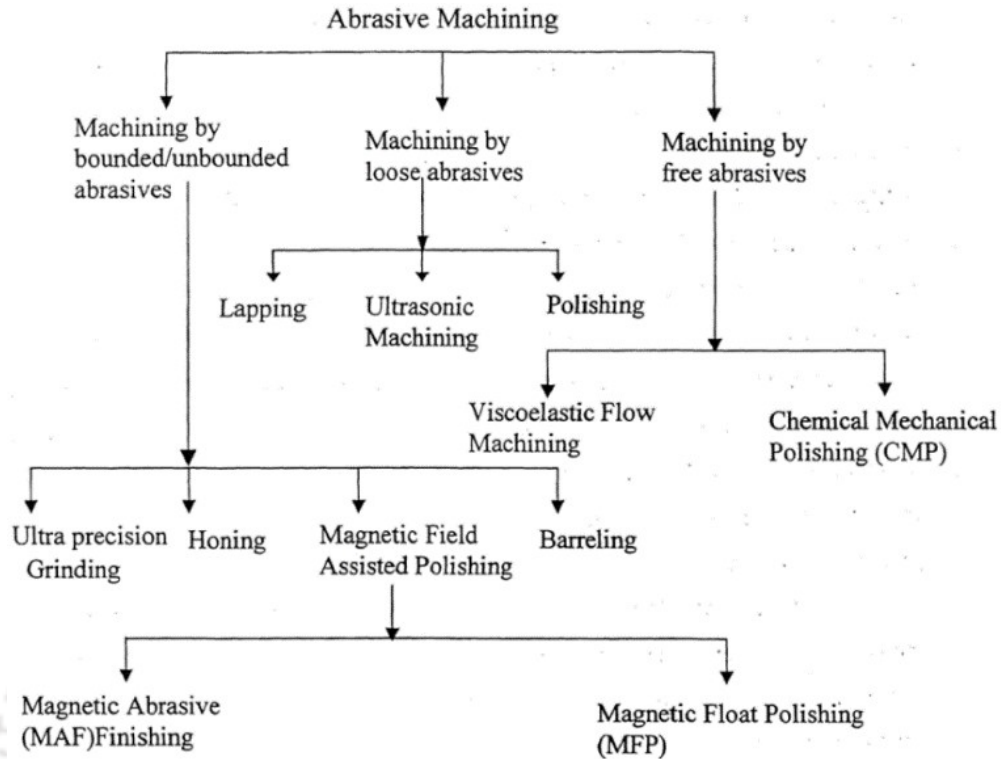 Abrasive Machining
Machining by
bounded/unbounded
abrasives
Machining by
loose abrasives
Machining by
free abrasives
Lapping
Ultrasonic
Machining
Polishing
Viscoelastic Flow
Machining
Chemical Mechanical
Polishing (CMP)
Ultra precision
Grinding
Honing
Magnetic Field
Assisted Polishing
Barreling
Magnetic Abrasive
(MAF)Finishing
Magnetic Float Polishing
(MFP)